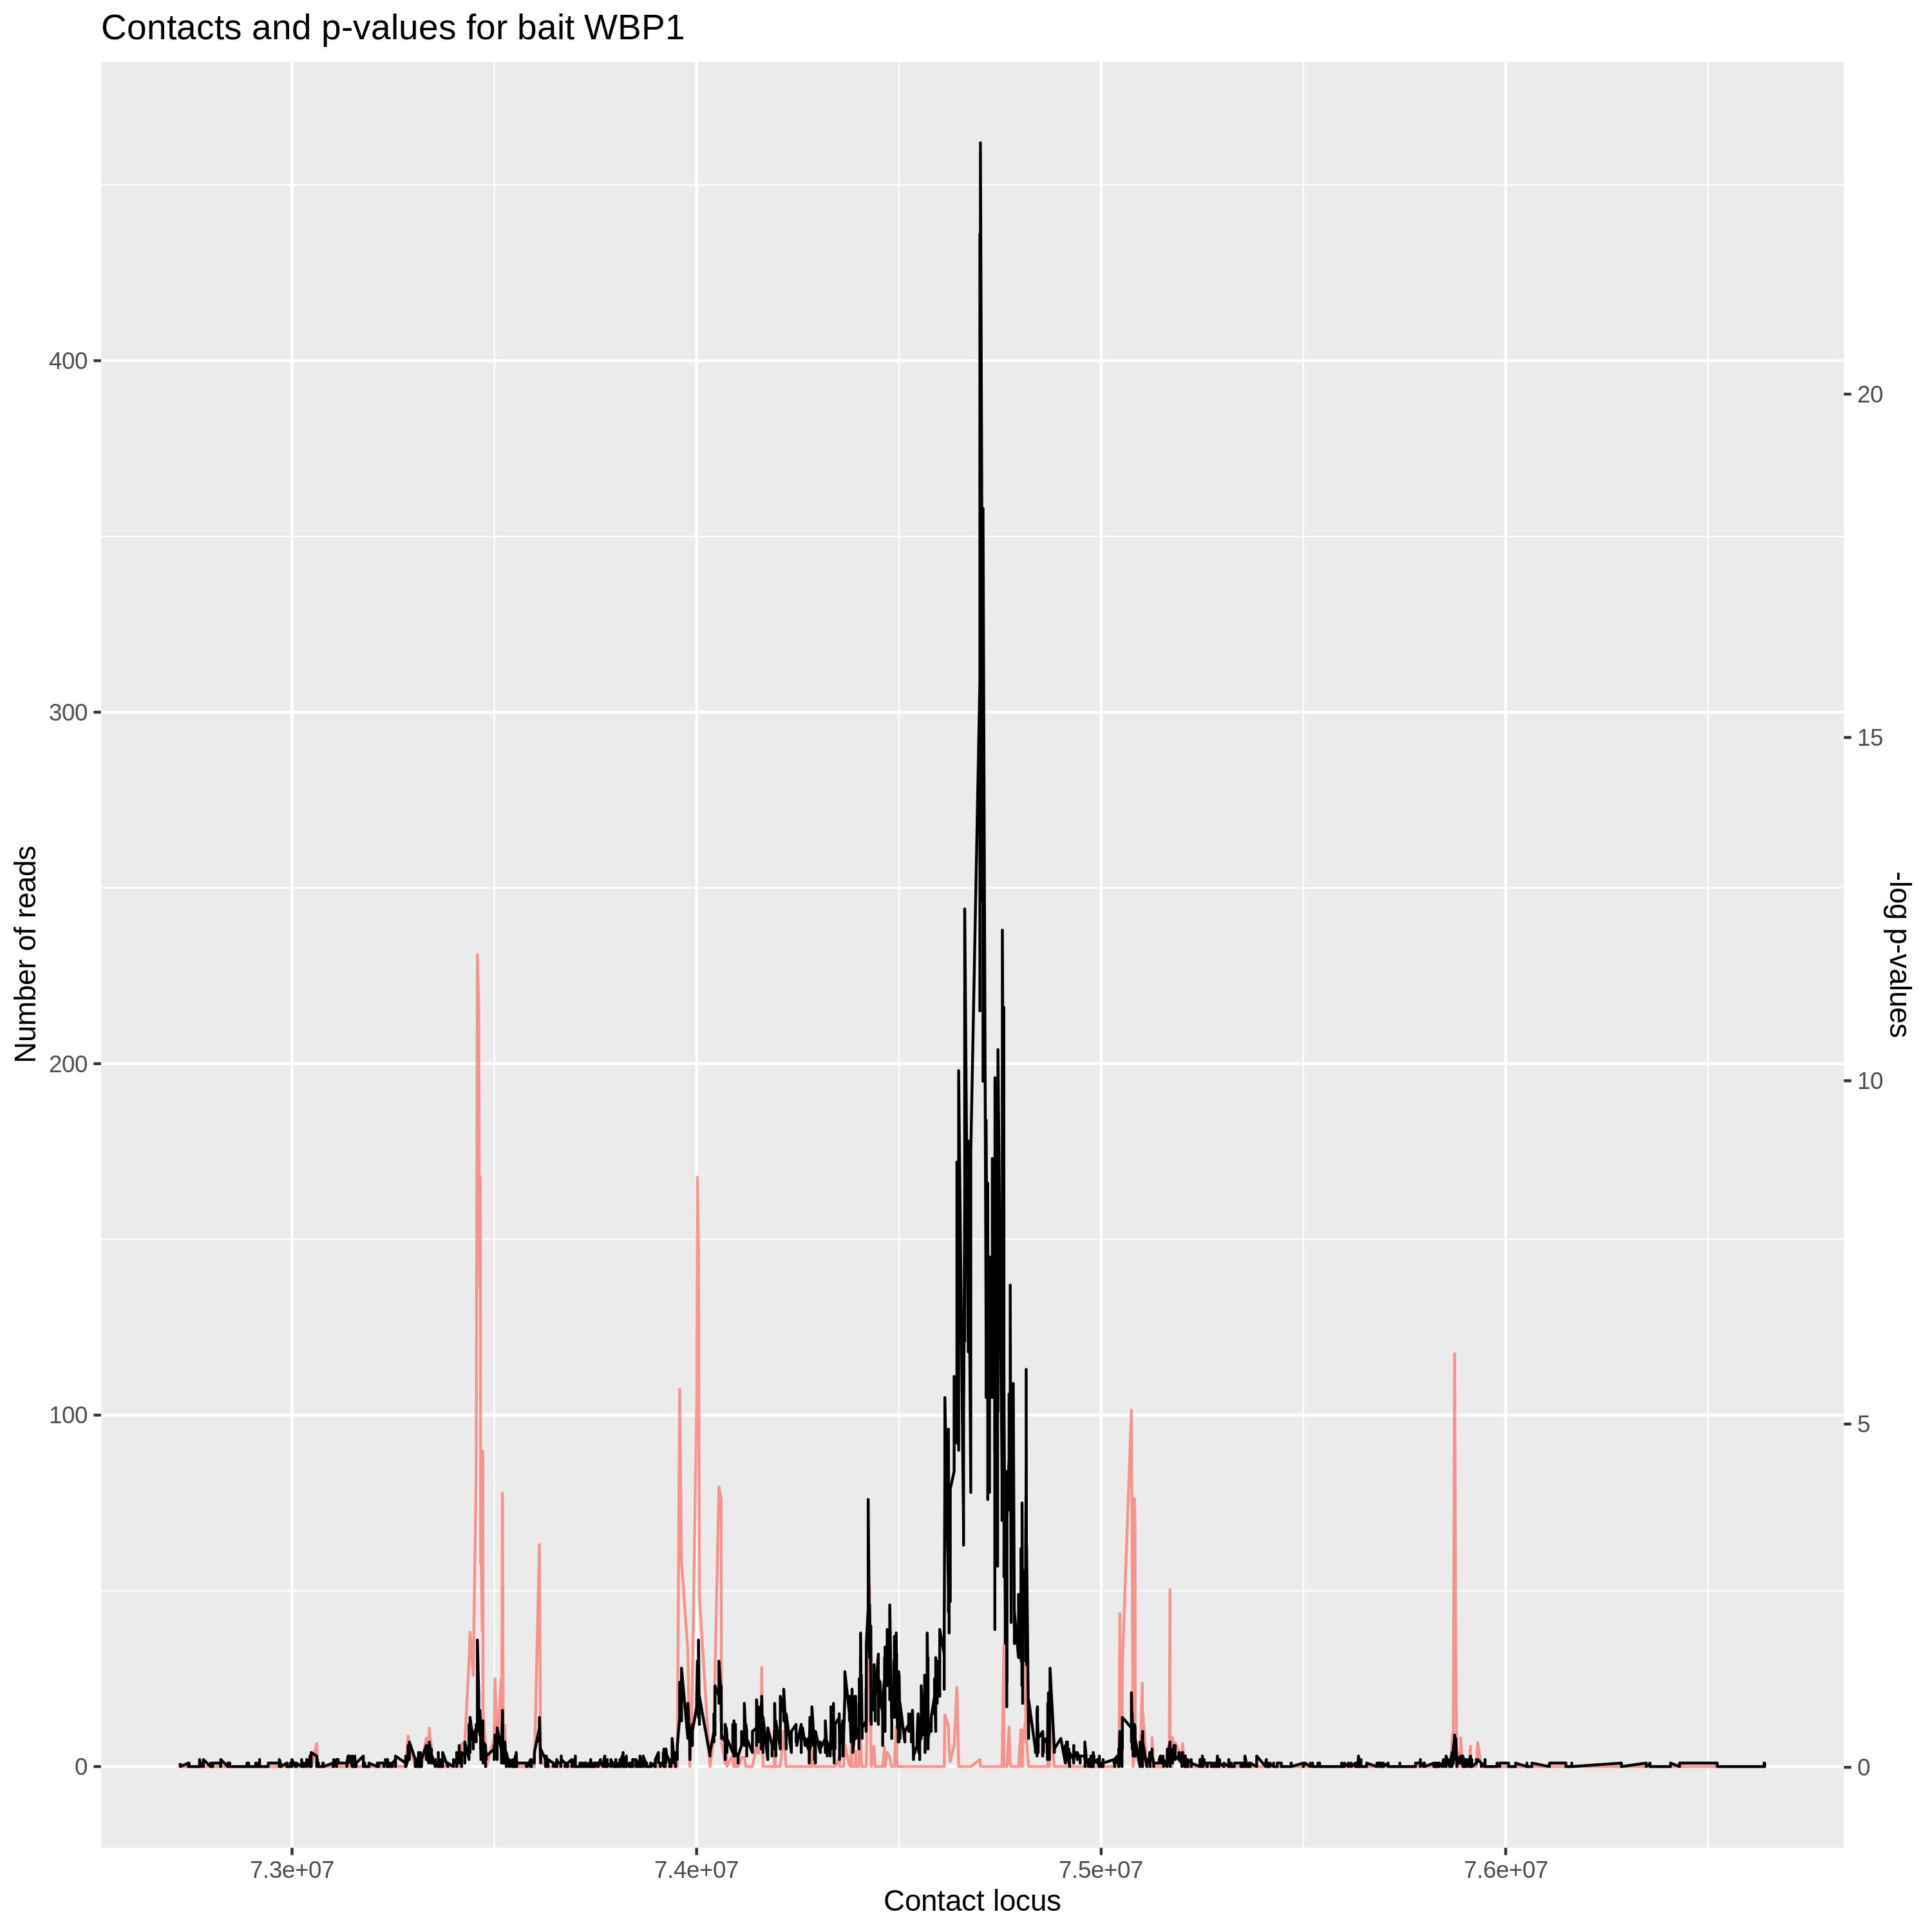 Contacts and p-values for bait WBP1
Number of reads
400
300
200
100
0
20
15
10
5
0
-log p-values
7.3e+07
7.4e+07
7.5e+07
7.6e+07
Contact locus